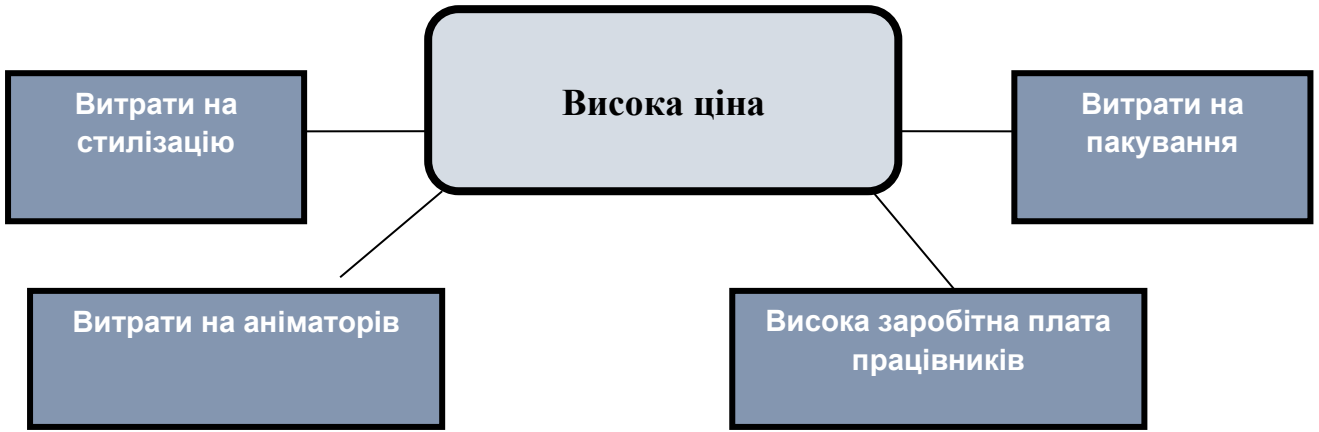 Висока ціна
Витрати на
стилізацію
Витрати на
пакування
Витрати на аніматорів
Висока заробітна плата
працівників